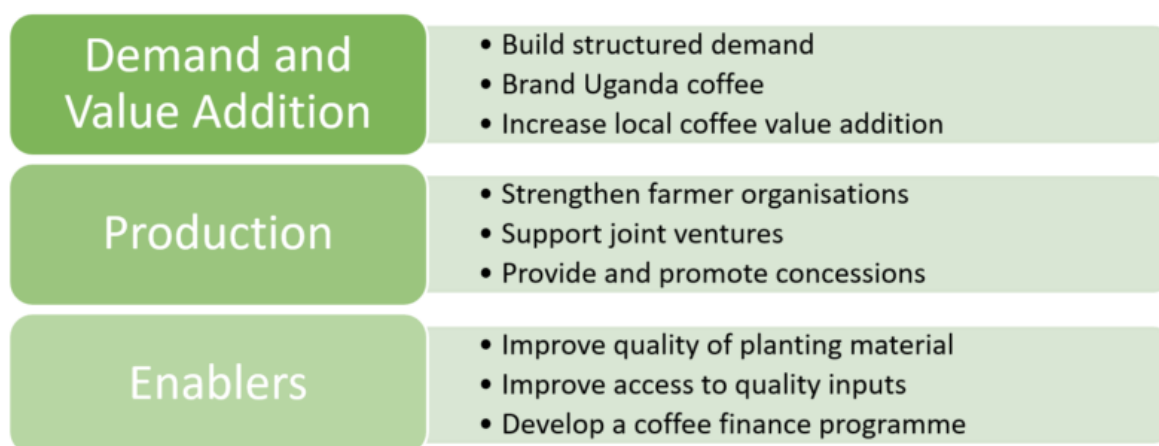 Demand and
Value Addition
• Build structured demand
• Brand Uganda coffee
• Increase local coffee value addition
Production
• Strengthen farmer organisations
• Support joint ventures
• Provide and promote concessions
Enablers
• Improve quality of planting material
• Improve access to quality inputs
• Develop a coffee finance programme